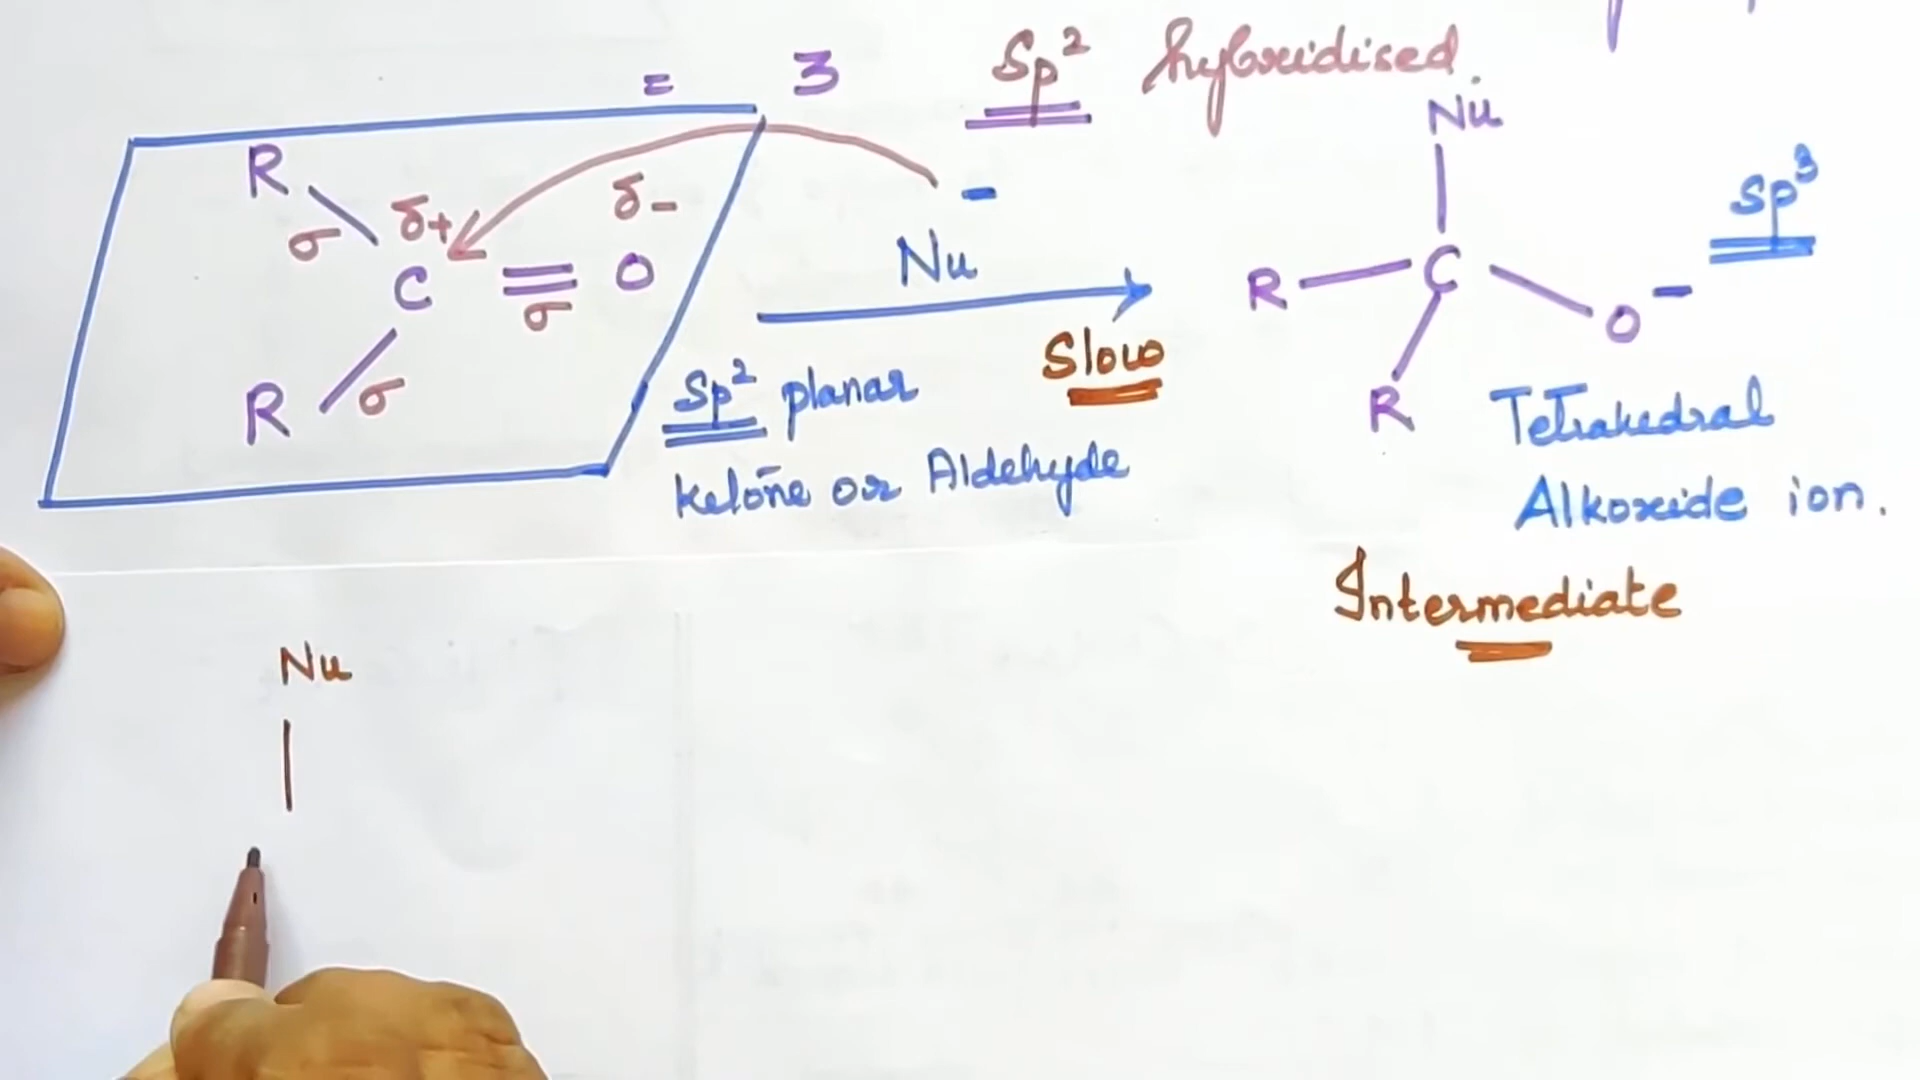 = 3 Sp² hybridised.
Nu
R
σ δ+ δ- -
Sp³
C = O Nu
σ
R C O -
Slow
R σ
R
Sp² planar
Ketone or Aldehyde
Tetrahedral
Alkoxide ion.
Intermediate
Nu